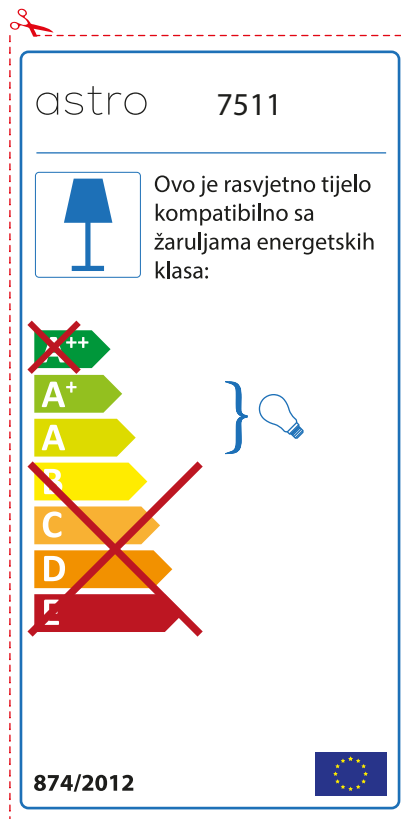 astro 7511
Ovo je rasvjetno tijelo
kompatibilno sa
žaruljama energetskih
klasa:
A++
A+
A
B
C
D
E
874/2012